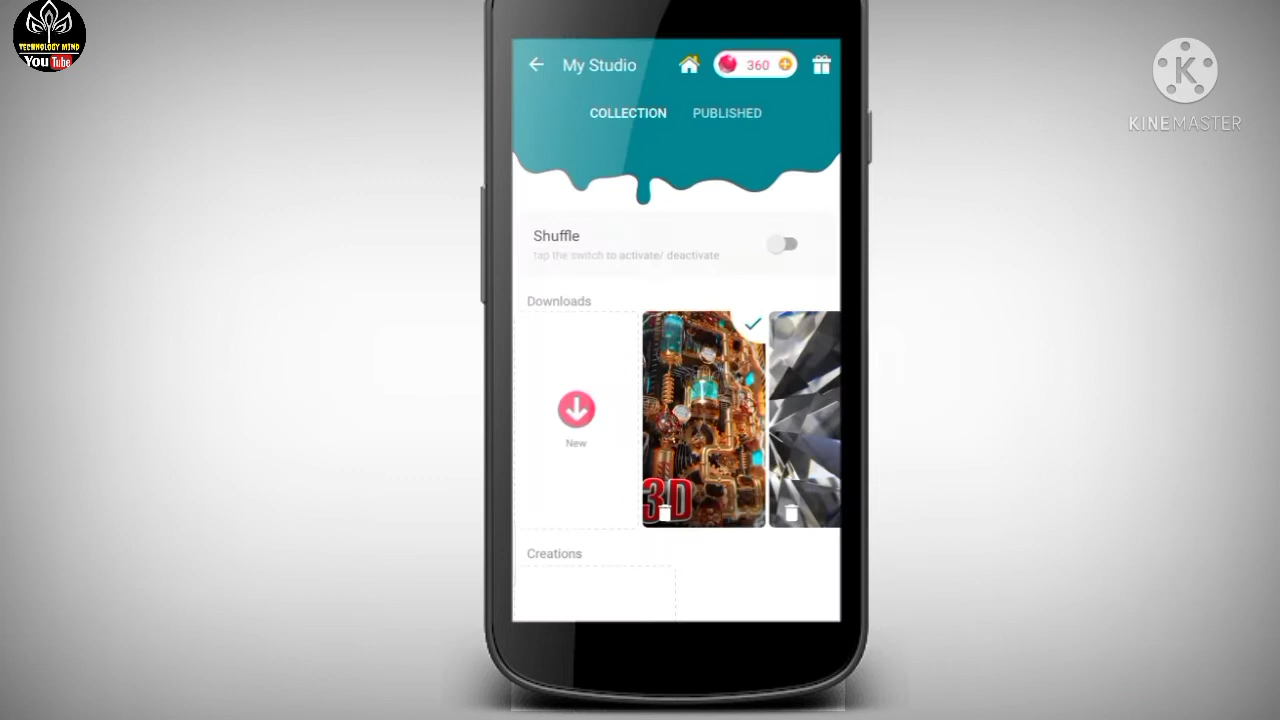 TECHNOLOGY MIND
YouTube
KINEMASTER
My Studio
360
COLLECTION
PUBLISHED
Shuffle
tap the switch to activate/ deactivate
Downloads
New
3D
Creations